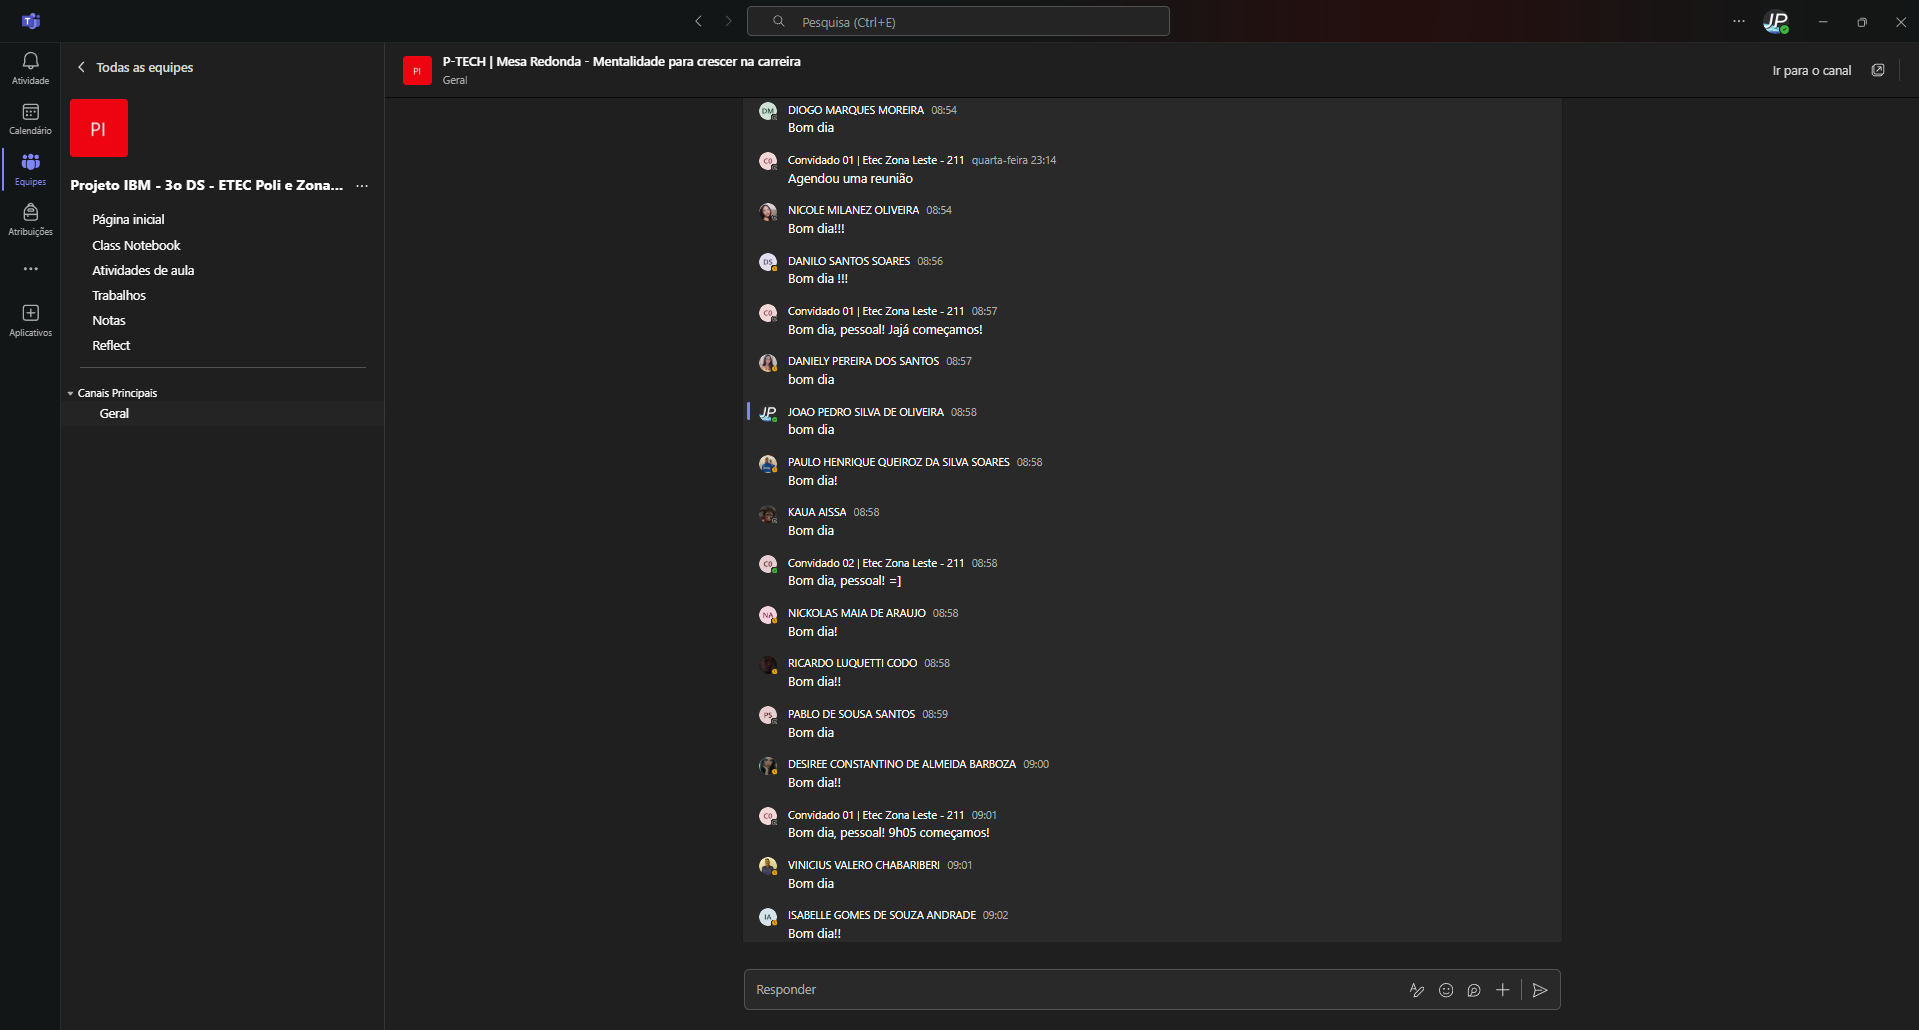 Pesquisa (Ctrl+E)
JP
Atividade
Calendário
Equipes
Atribuições
Aplicativos
Todas as equipes
PI
Projeto IBM - 3o DS - ETEC Poli e Zona...
Página inicial
Class Notebook
Atividades de aula
Trabalhos
Notas
Reflect
Canais Principais
Geral
PI
P-TECH | Mesa Redonda - Mentalidade para crescer na carreira
Geral
Ir para o canal
DM DIOGO MARQUES MOREIRA 08:54
Bom dia
C0 Convidado 01 | Etec Zona Leste - 211 quarta-feira 23:14
Agendou uma reunião
NICOLE MILANEZ OLIVEIRA 08:54
Bom dia!!!
DS DANILO SANTOS SOARES 08:56
Bom dia !!!
C0 Convidado 01 | Etec Zona Leste - 211 08:57
Bom dia, pessoal! Jajá começamos!
DANIELY PEREIRA DOS SANTOS 08:57
bom dia
JP JOAO PEDRO SILVA DE OLIVEIRA 08:58
bom dia
PAULO HENRIQUE QUEIROZ DA SILVA SOARES 08:58
Bom dia!
KAUA AISSA 08:58
Bom dia
C0 Convidado 02 | Etec Zona Leste - 211 08:58
Bom dia, pessoal! =]
NA NICKOLAS MAIA DE ARAUJO 08:58
Bom dia!
RICARDO LUQUETTI CODO 08:58
Bom dia!!
PS PABLO DE SOUSA SANTOS 08:59
Bom dia
DESIREE CONSTANTINO DE ALMEIDA BARBOZA 09:00
Bom dia!!
C0 Convidado 01 | Etec Zona Leste - 211 09:01
Bom dia, pessoal! 9h05 começamos!
VINICIUS VALERO CHABARIBERI 09:01
Bom dia
IA ISABELLE GOMES DE SOUZA ANDRADE 09:02
Bom dia!!
Responder